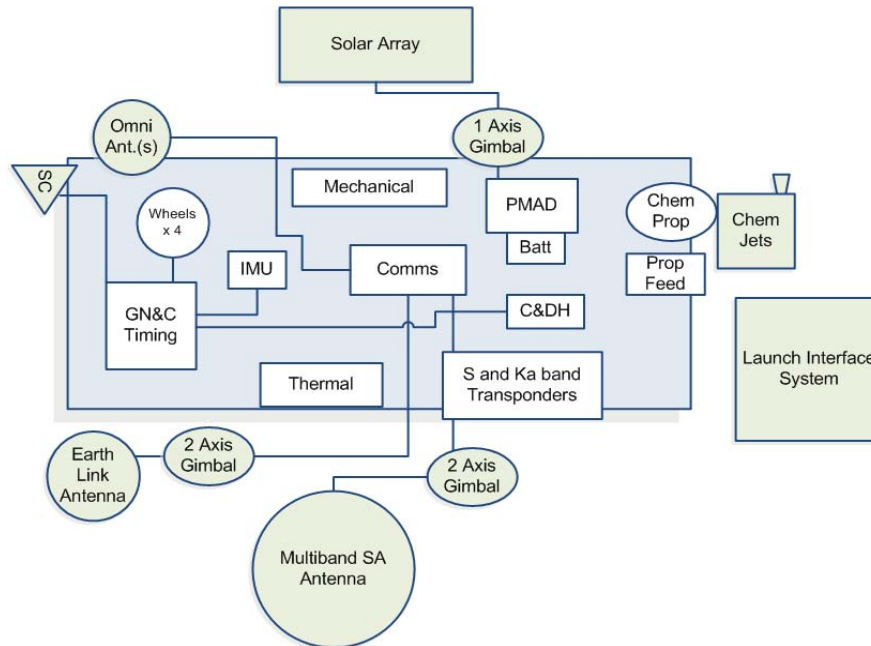 Solar Array
Omni
Ant.(s)
1 Axis
Gimbal
SC
Mechanical
PMAD
Batt
Chem
Prop
Chem
Jets
Wheels
x 4
IMU
Comms
Prop
Feed
GN&C
Timing
C&DH
Launch Interface
System
Thermal
S and Ka band
Transponders
Earth
Link
Antenna
2 Axis
Gimbal
2 Axis
Gimbal
Multiband SA
Antenna